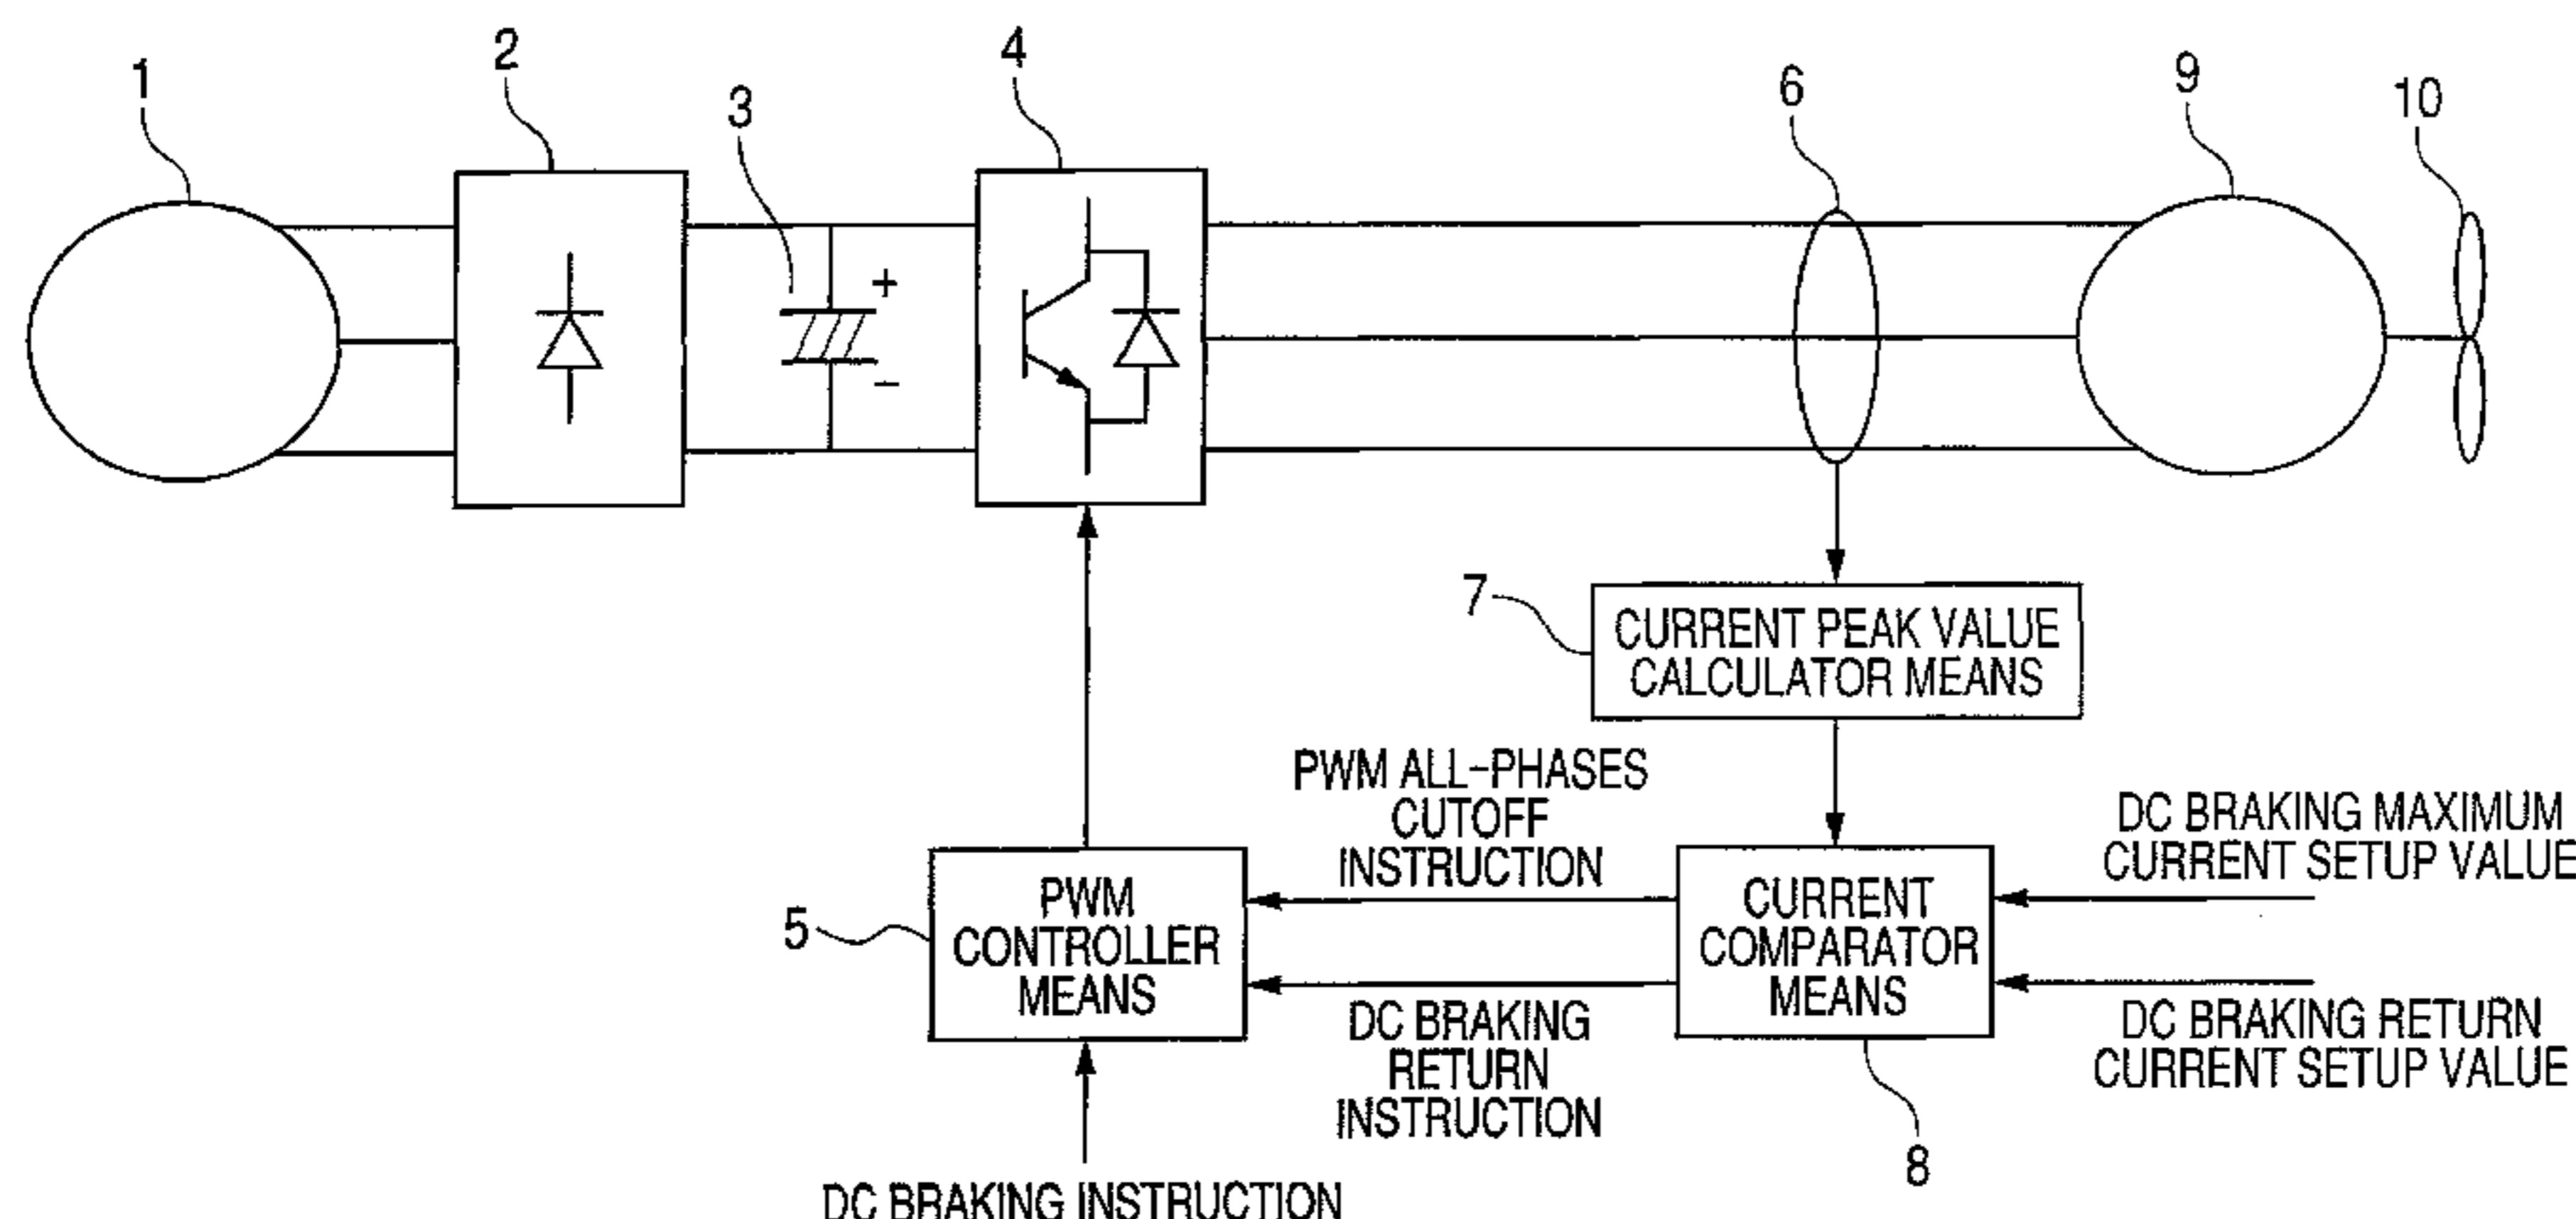 1
2
3
4
6
9
10
+
−
7
CURRENT PEAK VALUE
CALCULATOR MEANS
PWM ALL-PHASES
CUTOFF
INSTRUCTION
DC BRAKING MAXIMUM
CURRENT SETUP VALUE
5
PWM
CONTROLLER
MEANS
CURRENT
COMPARATOR
MEANS
DC BRAKING
RETURN
INSTRUCTION
DC BRAKING RETURN
CURRENT SETUP VALUE
8
DC BRAKING INSTRUCTION